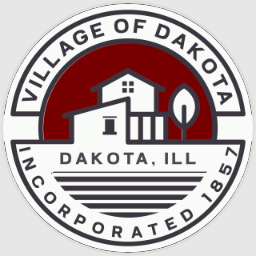 VILLAGE OF DAKOTA
DAKOTA, ILL
INCORPORATED 1857